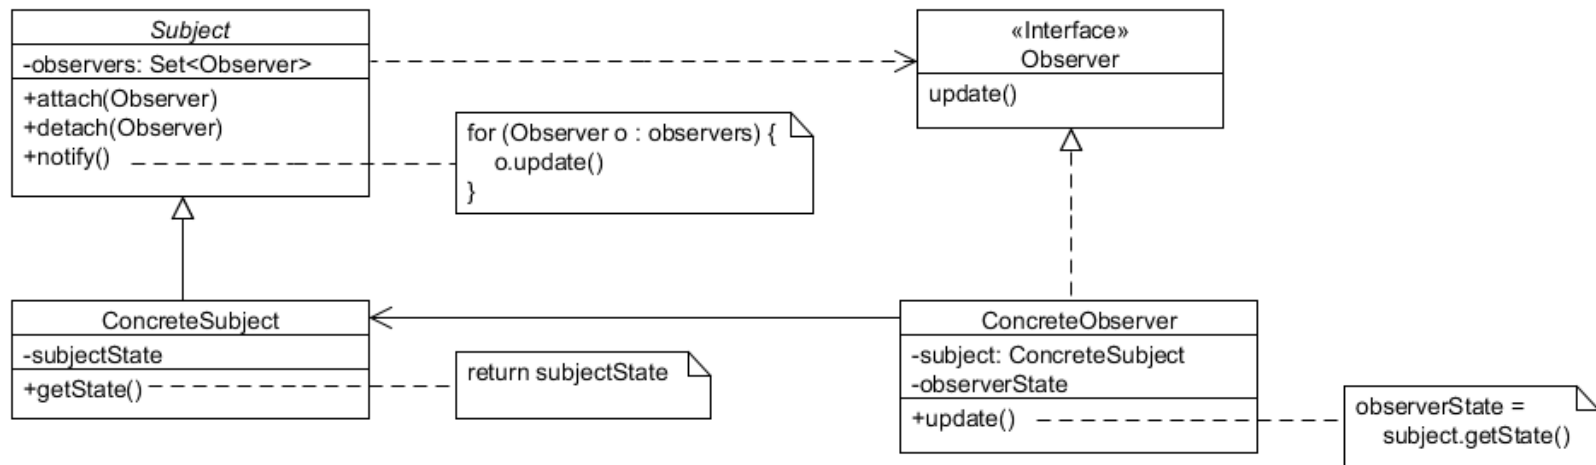 Subject
-observers: Set<Observer>
+attach(Observer)
+detach(Observer)
+notify()
for (Observer o : observers) {
o.update()
}
«Interface»
Observer
update()
ConcreteSubject
-subjectState
+getState()
return subjectState
ConcreteObserver
-subject: ConcreteSubject
-observerState
+update()
observerState =
subject.getState()